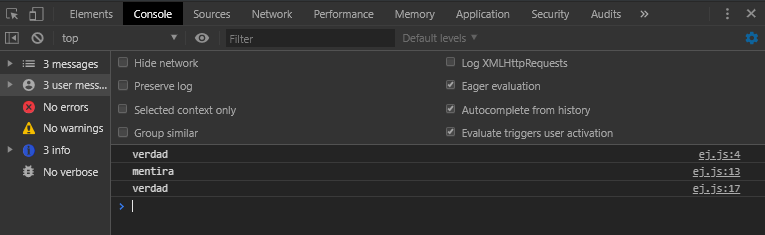 Elements Console Sources Network Performance Memory Application Security Audits »
top Filter Default levels
3 messages
3 user mess...
No errors
No warnings
3 info
No verbose
Hide network Log XMLHttpRequests
Preserve log Eager evaluation
Selected context only Autocomplete from history
Group similar Evaluate triggers user activation
verdad ej.js:4
mentira ej.js:13
verdad ej.js:17
>